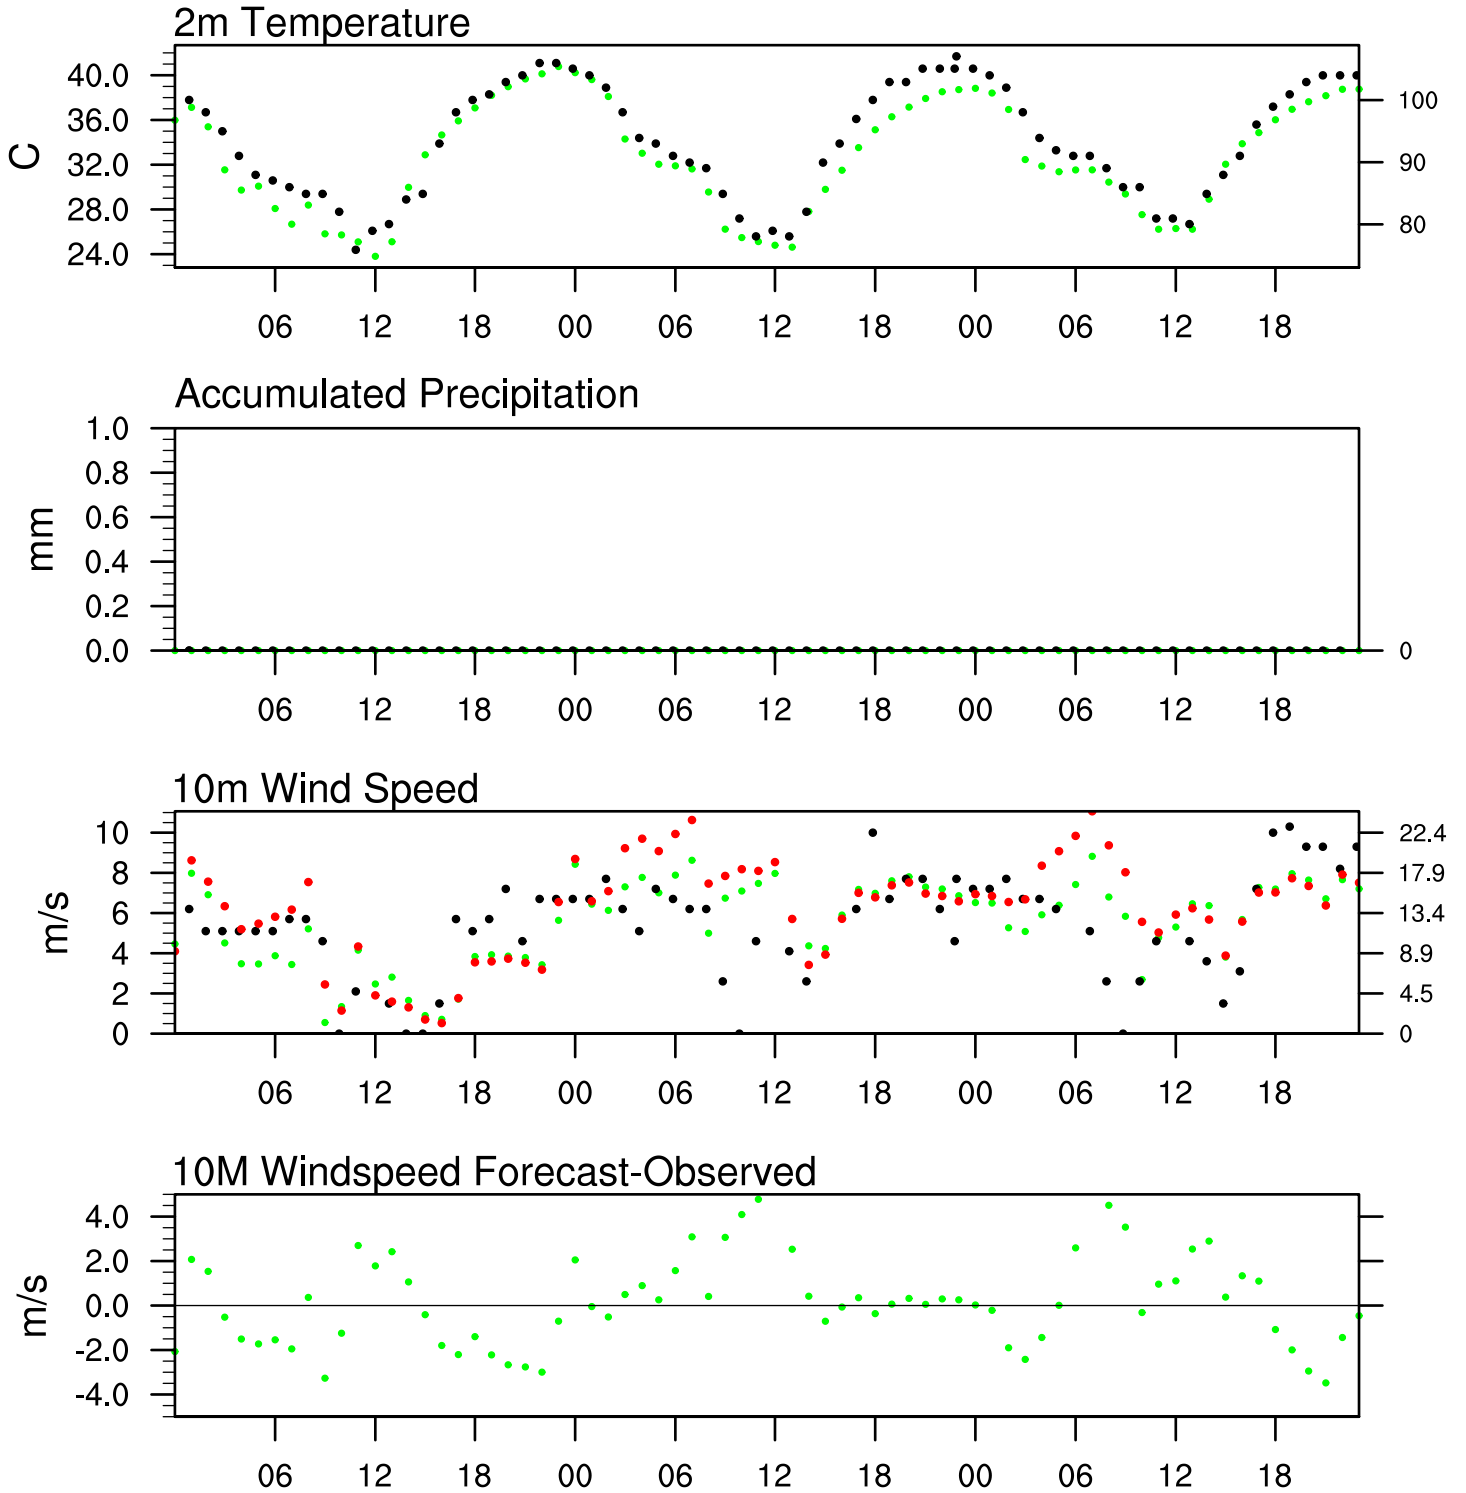 2m Temperature
40.0
36.0
32.0
28.0
24.0
C
100
90
80
06 12 18 00 06 12 18 00 06 12 18
Accumulated Precipitation
1.0
0.8
0.6
0.4
0.2
0.0
mm
0
06 12 18 00 06 12 18 00 06 12 18
10m Wind Speed
10
8
6
4
2
0
m/s
22.4
17.9
13.4
8.9
4.5
0
06 12 18 00 06 12 18 00 06 12 18
10M Windspeed Forecast-Observed
4.0
2.0
0.0
-2.0
-4.0
m/s
06 12 18 00 06 12 18 00 06 12 18